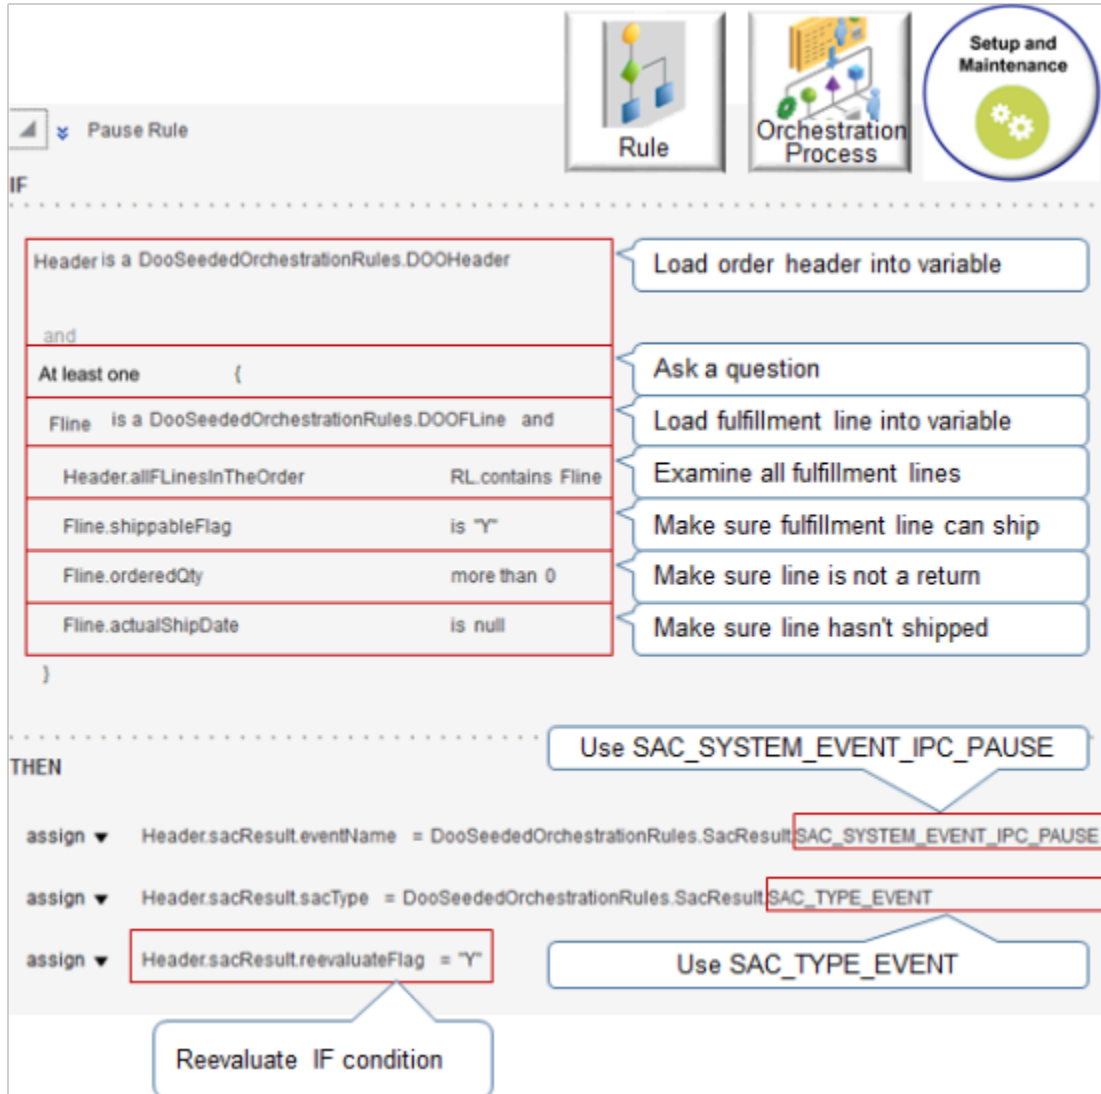 Setup and
Maintenance
Rule
Orchestration
Process
Pause Rule
IF
Header is a DooSeededOrchestrationRules.DOOHeader
Load order header into variable
and
At least one {
Ask a question
Fline is a DooSeededOrchestrationRules.DOOFLine and
Load fulfillment line into variable
Header.allFLinesInTheOrder RL.contains Fline
Examine all fulfillment lines
Fline.shippableFlag is "Y"
Make sure fulfillment line can ship
Fline.orderedQty more than 0
Make sure line is not a return
Fline.actualShipDate is null
Make sure line hasn't shipped
}
Use SAC_SYSTEM_EVENT_IPC_PAUSE
THEN
assign Header.sacResult.eventName = DooSeededOrchestrationRules.SacResult.SAC_SYSTEM_EVENT_IPC_PAUSE
assign Header.sacResult.sacType = DooSeededOrchestrationRules.SacResult.SAC_TYPE_EVENT
assign Header.sacResult.reevaluateFlag = "Y"
Use SAC_TYPE_EVENT
Reevaluate IF condition